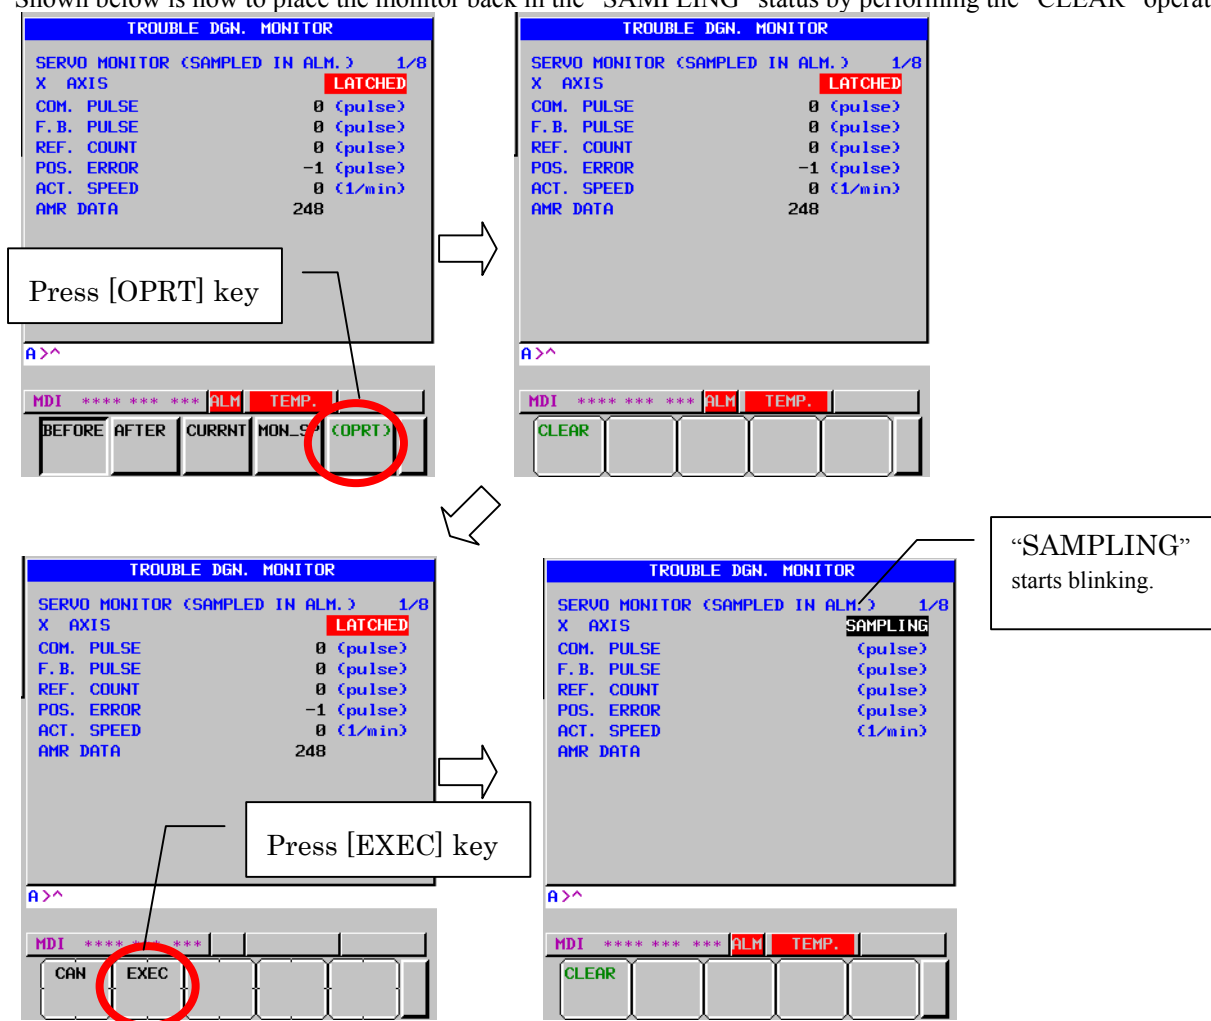 Shown below is how to place the monitor back in the "SAMPLING" status by performing the "CLEAR" operat
TROUBLE DGN. MONITOR
SERVO MONITOR (SAMPLED IN ALM.) 1/8
X AXIS LATCHED
COM. PULSE 0 (pulse)
F.B. PULSE 0 (pulse)
REF. COUNT 0 (pulse)
POS. ERROR -1 (pulse)
ACT. SPEED 0 (1/min)
AMR DATA 248
Press [OPRT] key
A>^
MDI **** *** *** ALM TEMP.
BEFORE AFTER CURRNT MON_SP (OPRT)
TROUBLE DGN. MONITOR
SERVO MONITOR (SAMPLED IN ALM.) 1/8
X AXIS LATCHED
COM. PULSE 0 (pulse)
F.B. PULSE 0 (pulse)
REF. COUNT 0 (pulse)
POS. ERROR -1 (pulse)
ACT. SPEED 0 (1/min)
AMR DATA 248
A>^
MDI **** *** *** ALM TEMP.
CLEAR
TROUBLE DGN. MONITOR
SERVO MONITOR (SAMPLED IN ALM.) 1/8
X AXIS LATCHED
COM. PULSE 0 (pulse)
F.B. PULSE 0 (pulse)
REF. COUNT 0 (pulse)
POS. ERROR -1 (pulse)
ACT. SPEED 0 (1/min)
AMR DATA 248
Press [EXEC] key
A>^
MDI **** *** ***
CAN EXEC
TROUBLE DGN. MONITOR
SERVO MONITOR (SAMPLED IN ALM.) 1/8
X AXIS SAMPLING
COM. PULSE (pulse)
F.B. PULSE (pulse)
REF. COUNT (pulse)
POS. ERROR (pulse)
ACT. SPEED (1/min)
AMR DATA
A>^
MDI **** *** *** ALM TEMP.
CLEAR
“SAMPLING”
starts blinking.